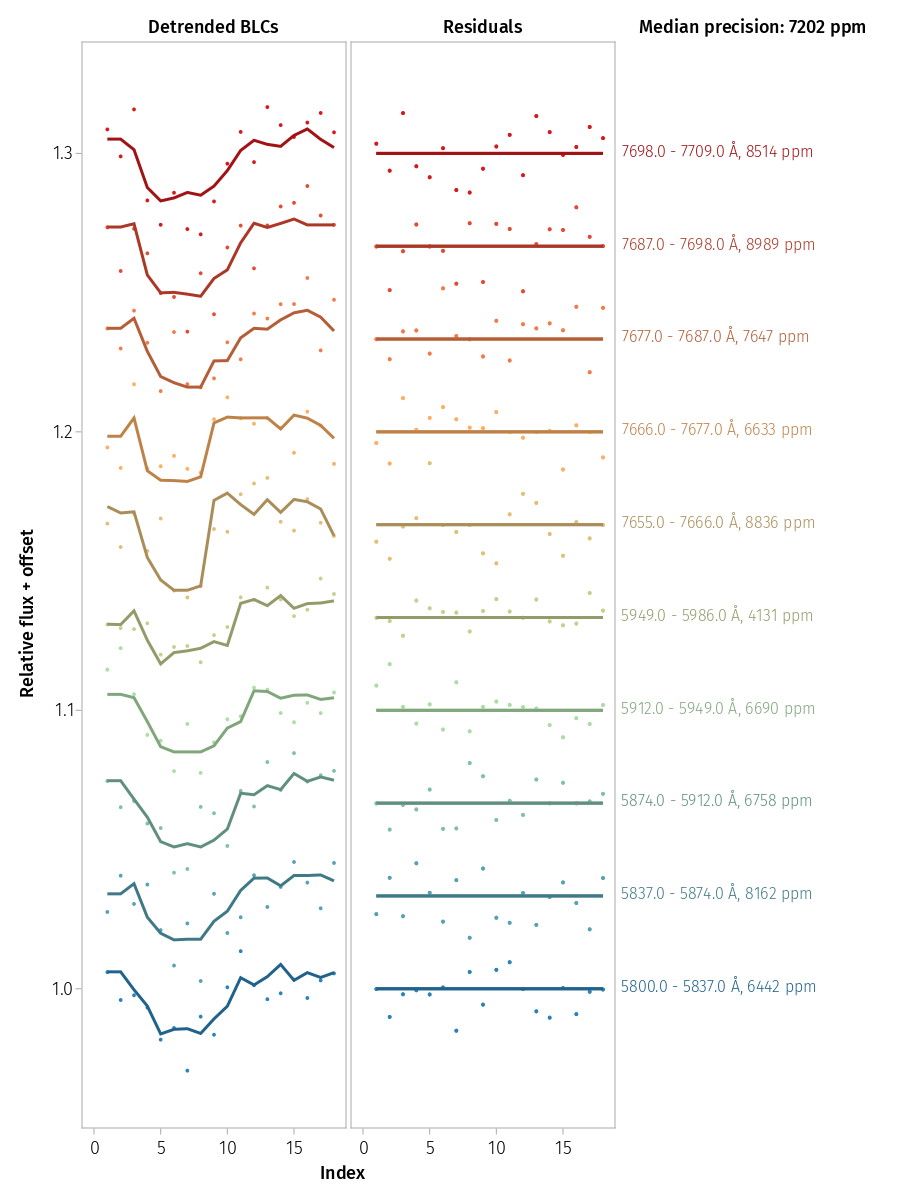 Detrended BLCs
Residuals
Median precision: 7202 ppm
1.3
7698.0 - 7709.0 Å, 8514 ppm
7687.0 - 7698.0 Å, 8989 ppm
7677.0 - 7687.0 Å, 7647 ppm
1.2
7666.0 - 7677.0 Å, 6633 ppm
7655.0 - 7666.0 Å, 8836 ppm
Relative flux + offset
5949.0 - 5986.0 Å, 4131 ppm
1.1
5912.0 - 5949.0 Å, 6690 ppm
5874.0 - 5912.0 Å, 6758 ppm
5837.0 - 5874.0 Å, 8162 ppm
1.0
5800.0 - 5837.0 Å, 6442 ppm
0 5 10 15
0 5 10 15
Index